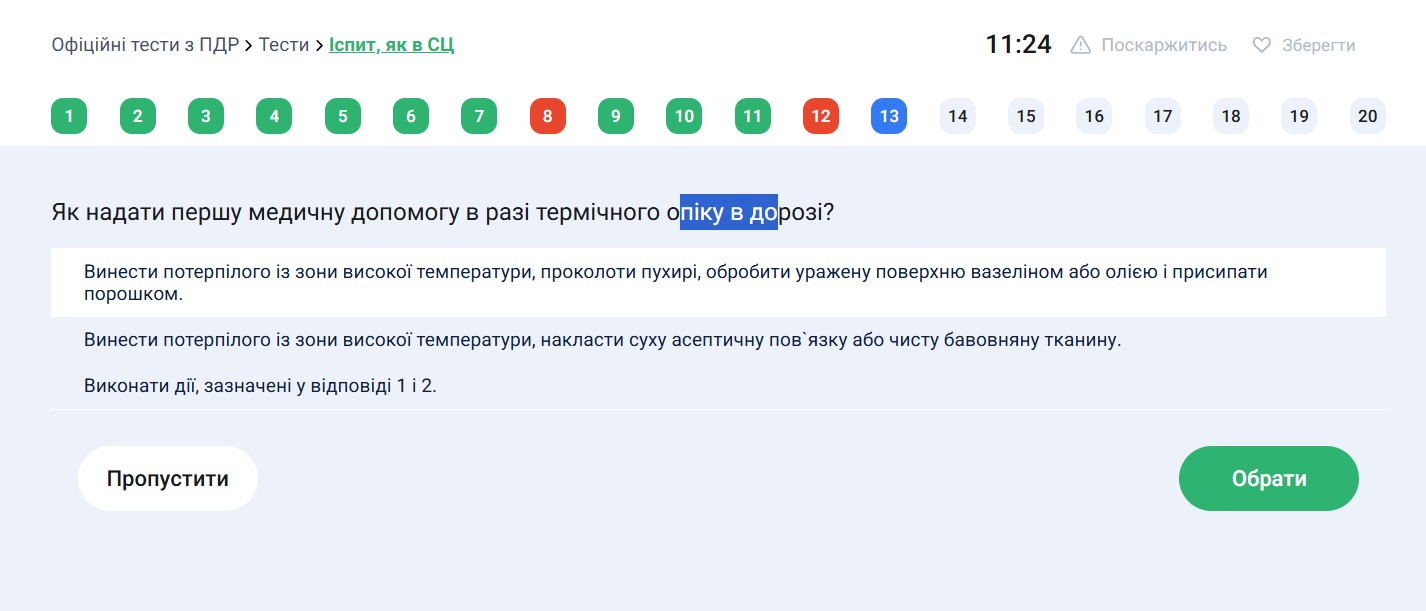 Офіційні тести з ПДР > Тести > Іспит, як в СЦ
11:24 Поскаржитись Зберегти
1 2 3 4 5 6 7 8 9 10 11 12 13 14 15 16 17 18 19 20
Як надати першу медичну допомогу в разі термічного опіку в дорозі?
Винести потерпілого із зони високої температури, проколоти пухирі, обробити уражену поверхню вазеліном або олією і присипати
порошком.
Винести потерпілого із зони високої температури, накласти суху асептичну пов`язку або чисту бавовняну тканину.
Виконати дії, зазначені у відповіді 1 і 2.
Пропустити
Обрати